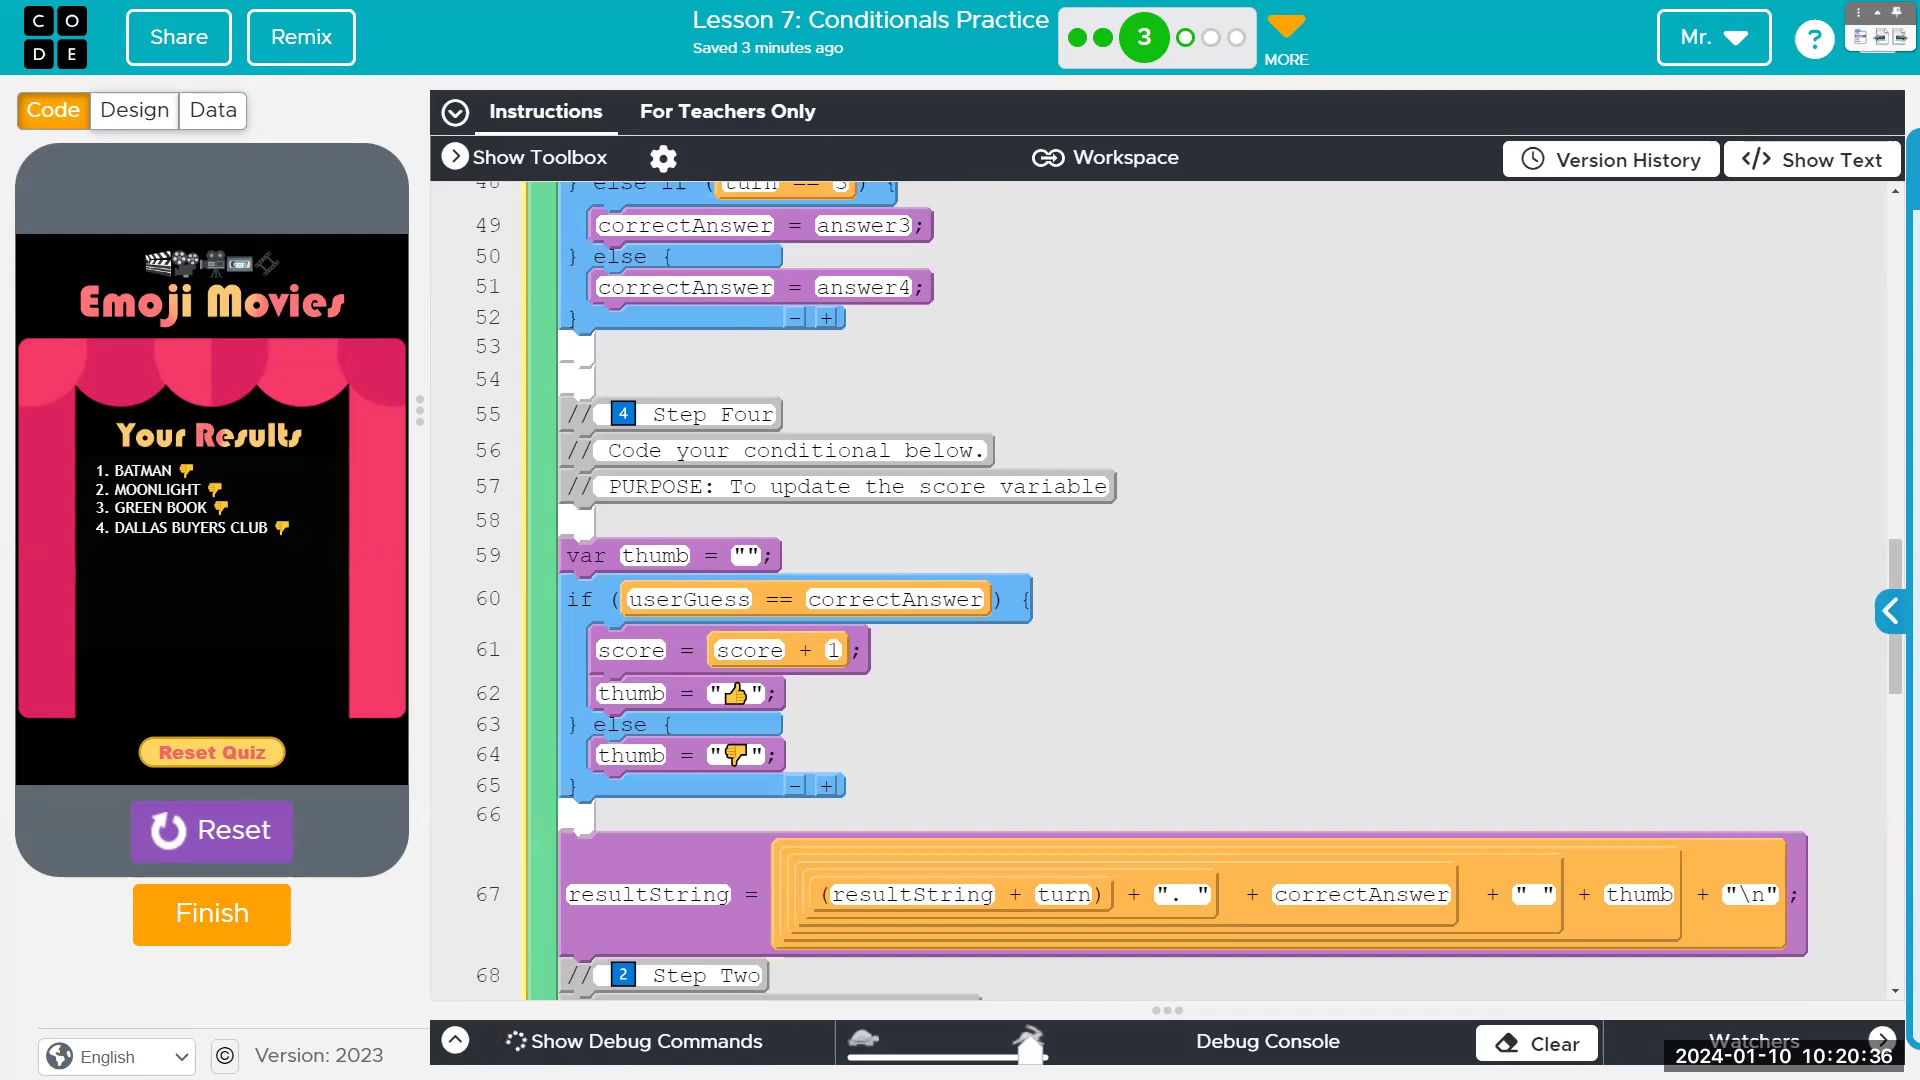 C O
D E
Share
Remix
Lesson 7: Conditionals Practice
Saved 3 minutes ago
3
MORE
Mr.
?
Code
Design
Data
Instructions
For Teachers Only
Show Toolbox
Workspace
Version History
</> Show Text
Emoji Movies
Your Results
1. BATMAN 👎
2. MOONLIGHT 👎
3. GREEN BOOK 👎
4. DALLAS BUYERS CLUB 👎
Reset Quiz
Reset
Finish
48 } else if (turn == 3) {
49 correctAnswer = answer3;
50 } else {
51 correctAnswer = answer4;
52 } - +
53
54
55 // 4 Step Four
56 // Code your conditional below.
57 // PURPOSE: To update the score variable
58
59 var thumb = "";
60 if (userGuess == correctAnswer) {
61 score = score + 1;
62 thumb = "👍";
63 } else {
64 thumb = "👎";
65 } - +
66
67 resultString = (resultString + turn) + ". " + correctAnswer + " " + thumb + "\n";
68 // 2 Step Two
Show Debug Commands
Debug Console
Clear
Watchers
English
©
Version: 2023
2024-01-10 10:20:36